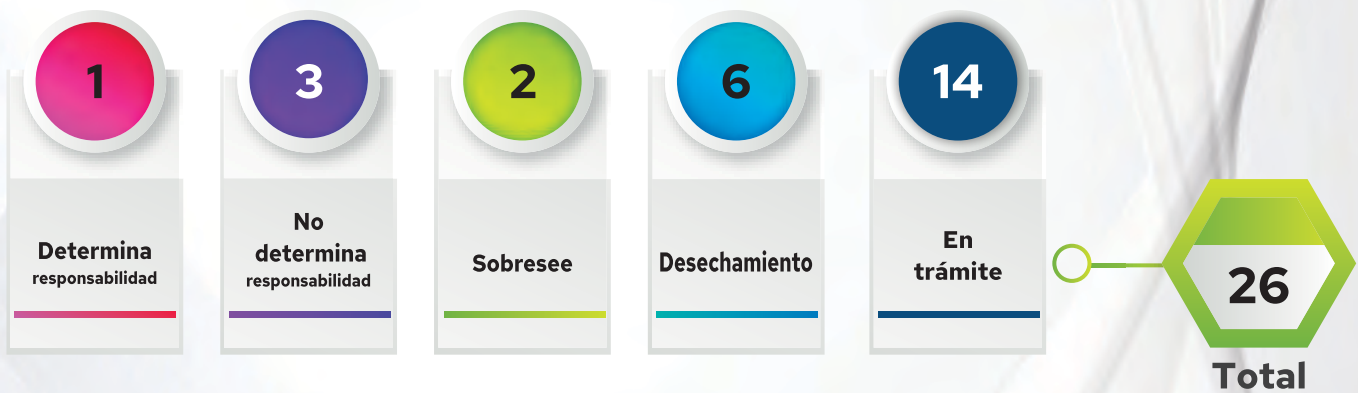 1
Determina
responsabilidad
3
No
determina
responsabilidad
2
Sobresee
6
Desechamiento
14
En
trámite
26
Total